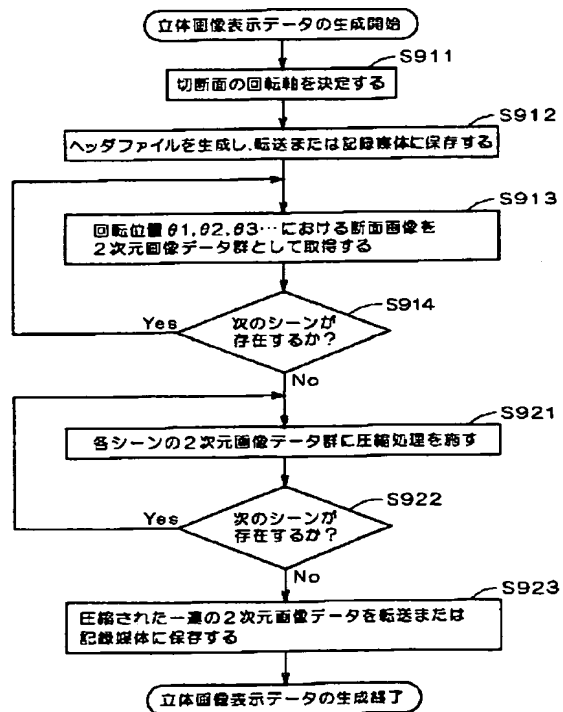 立体画像表示データの生成開始
S911
切断面の回転軸を決定する
S912
ヘッダファイルを生成し、転送または記録媒体に保存する
S913
回転位置θ1,θ2,θ3…における断面画像を
2次元画像データ群として取得する
S914
次のシーンが
存在するか?
Yes
No
S921
各シーンの2次元画像データ群に圧縮処理を施す
S922
次のシーンが
存在するか?
Yes
No
S923
圧縮された一連の2次元画像データを転送または
記録媒体に保存する
立体画像表示データの生成終了